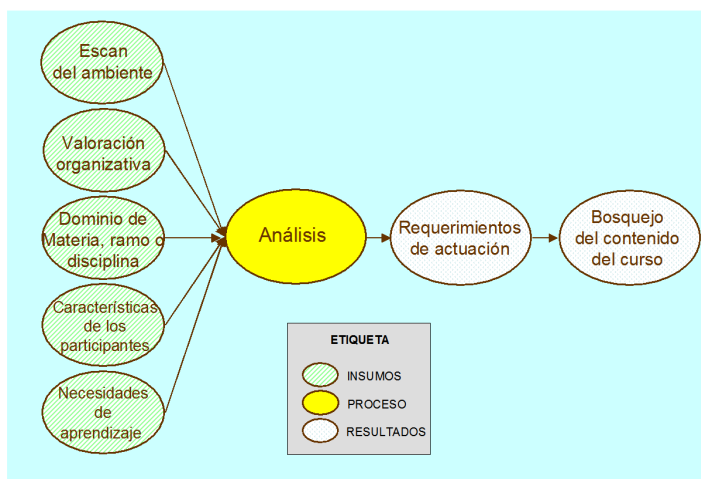 Escan
del ambiente
Valoración
organizativa
Dominio de
Materia, ramo o
disciplina
Características
de los
participantes
Necesidades
de
aprendizaje
Análisis
Requerimientos
de actuación
Bosquejo
del contenido
del curso
ETIQUETA
INSUMOS
PROCESO
RESULTADOS